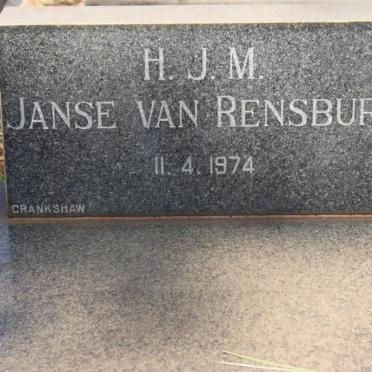 H. J. M.
JANSE VAN RENSBUR
11. 4. 1974
CRANKSHAW